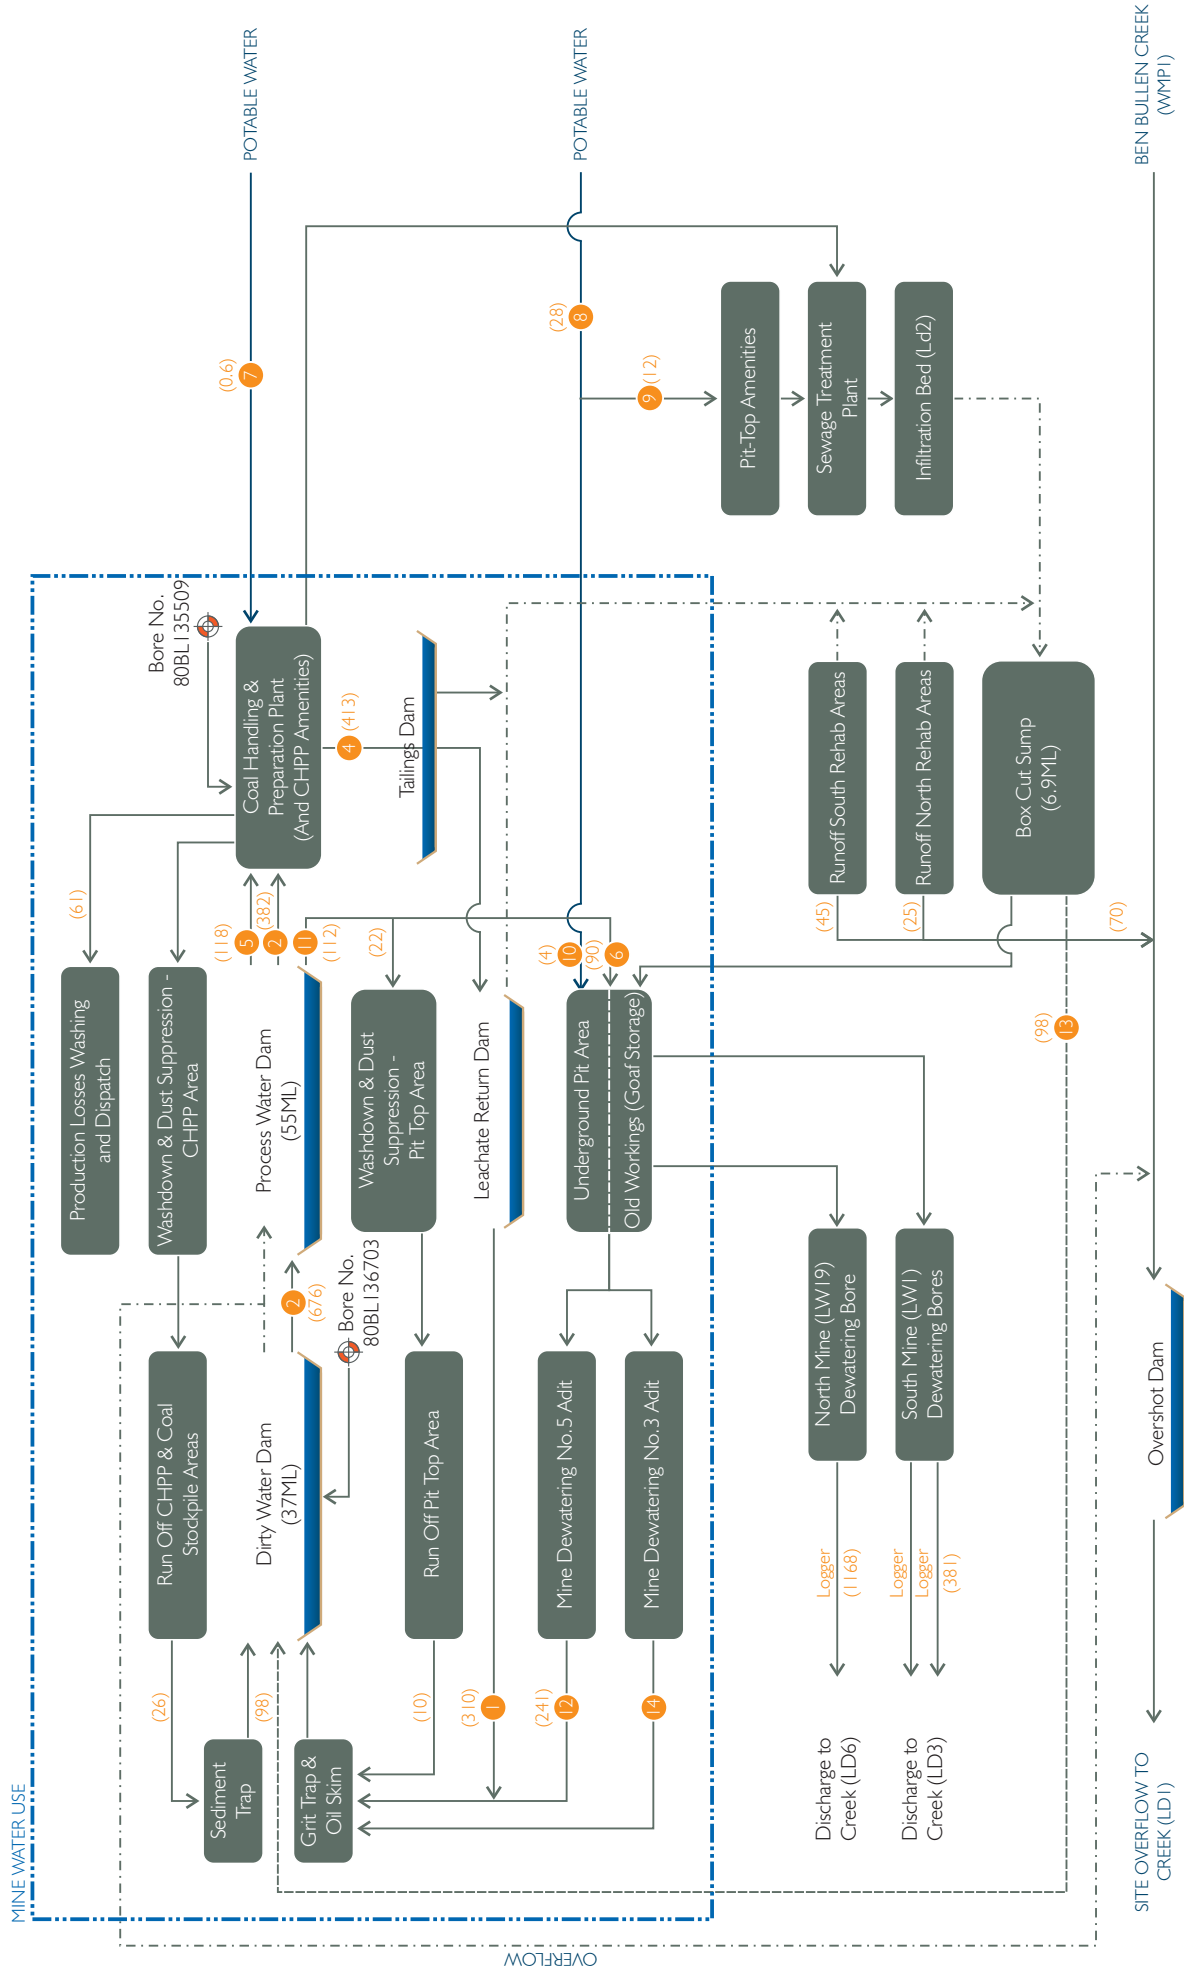 MINE WATER USE
Production Losses Washing
and Dispatch
(61)
Run Off CHPP & Coal
Stockpile Areas
Washdown & Dust Suppression -
CHPP Area
Bore No.
80BL135509
(26)
Sediment
Trap
(98)
Dirty Water Dam
(37ML)
2
(676)
Process Water Dam
(55ML)
(118)
5
(382)
2
11
(112)
Coal Handling &
Preparation Plant
(And CHPP Amenities)
(0.6)
7
POTABLE WATER
Grit Trap &
Oil Skim
Bore No.
80BL136703
4 (413)
Run Off Pit Top Area
(10)
Washdown & Dust
Suppression -
Pit Top Area
(22)
Tailings Dam
(310)
1
Leachate Return Dam
(241)
12
Mine Dewatering No.5 Adit
14
Mine Dewatering No.3 Adit
Underground Pit Area
Old Workings (Goaf Storage)
(4)
10
(90)
6
(28)
8
POTABLE WATER
9 (12)
Pit-Top Amenities
Sewage Treatment
Plant
Infiltration Bed (Ld2)
Discharge to
Creek (LD6)
Logger
(1168)
North Mine (LW19)
Dewatering Bore
Runoff South Rehab Areas
(45)
Discharge to
Creek (LD3)
Logger
Logger
(381)
South Mine (LW1)
Dewatering Bores
Runoff North Rehab Areas
(25)
Box Cut Sump
(6.9ML)
(98)
13
(70)
OVERFLOW
SITE OVERFLOW TO
CREEK (LD1)
Overshot Dam
BEN BULLEN CREEK
(WMP1)